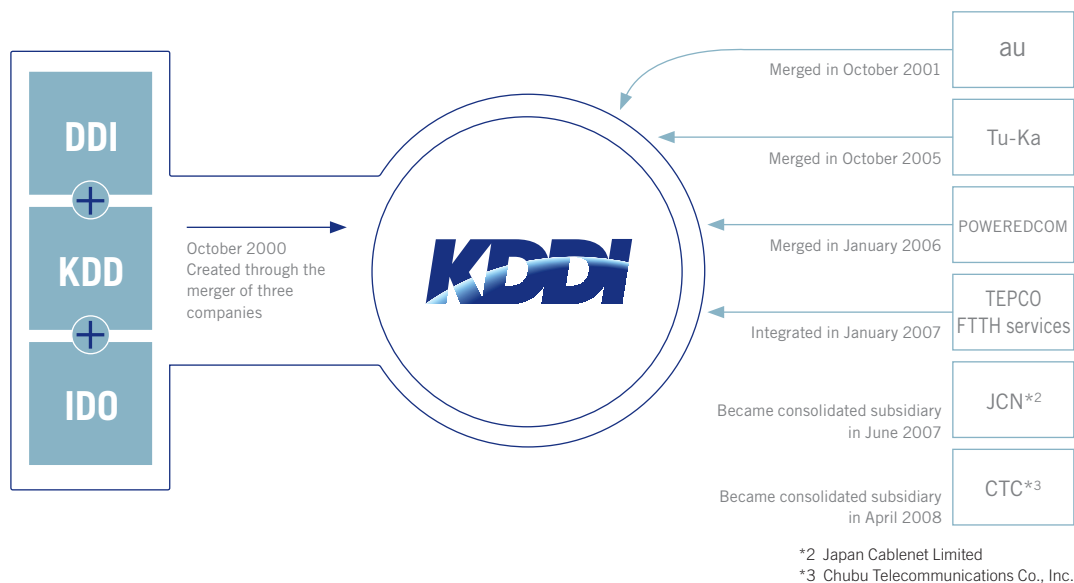 DDI
+
KDD
+
IDO
October 2000
Created through the
merger of three
companies
KDDI
Merged in October 2001
au
Merged in October 2005
Tu-Ka
Merged in January 2006
POWEREDCOM
Integrated in January 2007
TEPCO
FTTH services
Became consolidated subsidiary
in June 2007
JCN*2
Became consolidated subsidiary
in April 2008
CTC*3
*2 Japan Cablenet Limited
*3 Chubu Telecommunications Co., Inc.